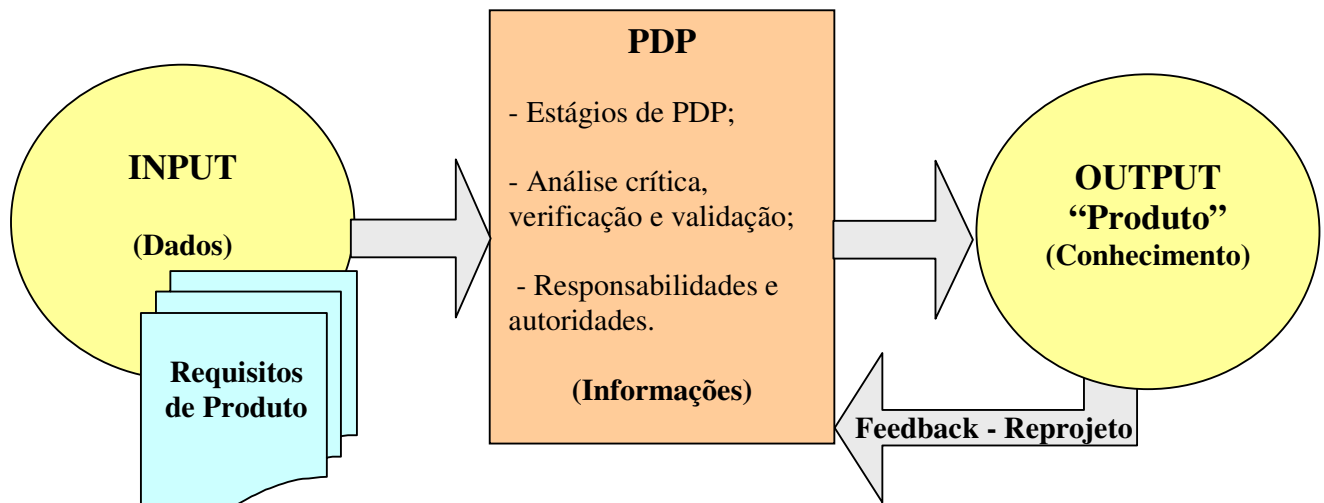 INPUT
(Dados)
Requisitos
de Produto
PDP
- Estágios de PDP;
- Análise crítica,
verificação e validação;
- Responsabilidades e
autoridades.
(Informações)
OUTPUT
“Produto”
(Conhecimento)
Feedback - Reprojeto